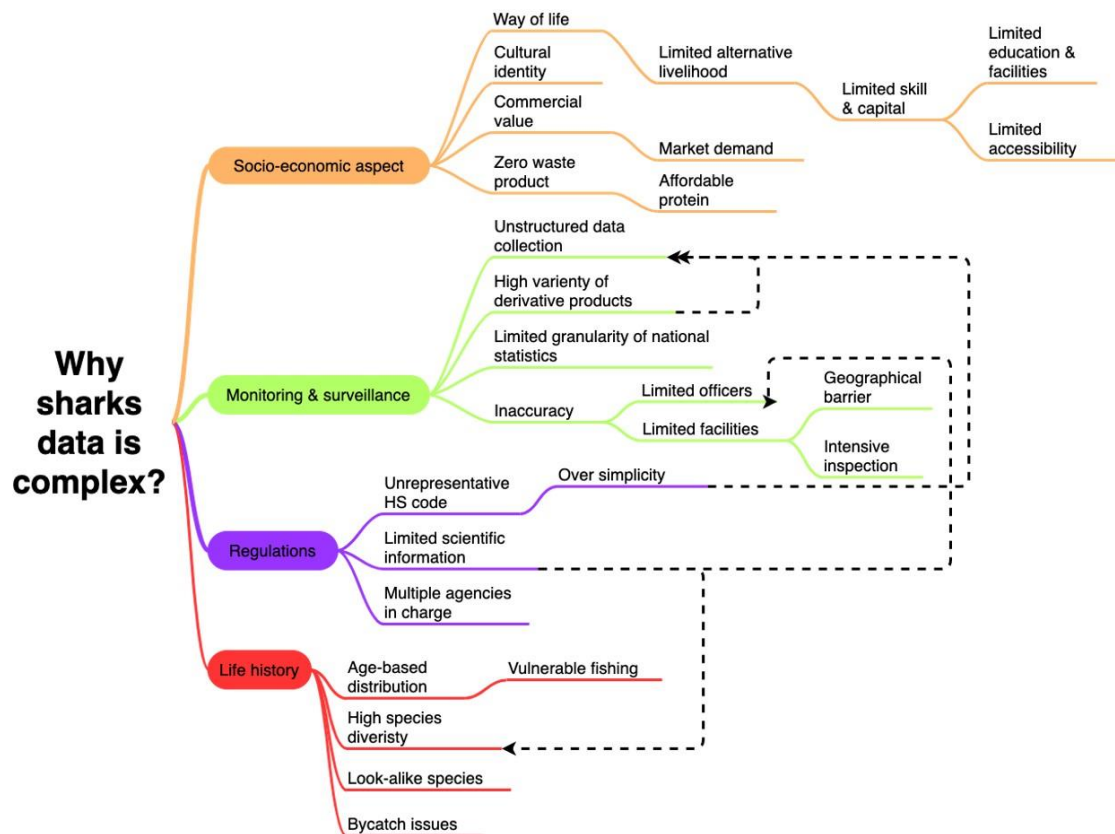 Why
sharks
data is
complex?
Socio-economic aspect
Way of life
Limited alternative
livelihood
Limited skill
& capital
Limited
education &
facilities
Limited
accessibility
Cultural
identity
Commercial
value
Market demand
Zero waste
product
Affordable
protein
Monitoring & surveillance
Unstructured data
collection
High varienty of
derivative products
Limited granularity of national
statistics
Inaccuracy
Limited officers
Limited facilities
Geographical
barrier
Intensive
inspection
Regulations
Unrepresentative
HS code
Over simplicity
Limited scientific
information
Multiple agencies
in charge
Life history
Age-based
distribution
Vulnerable fishing
High species
diveristy
Look-alike species
Bycatch issues